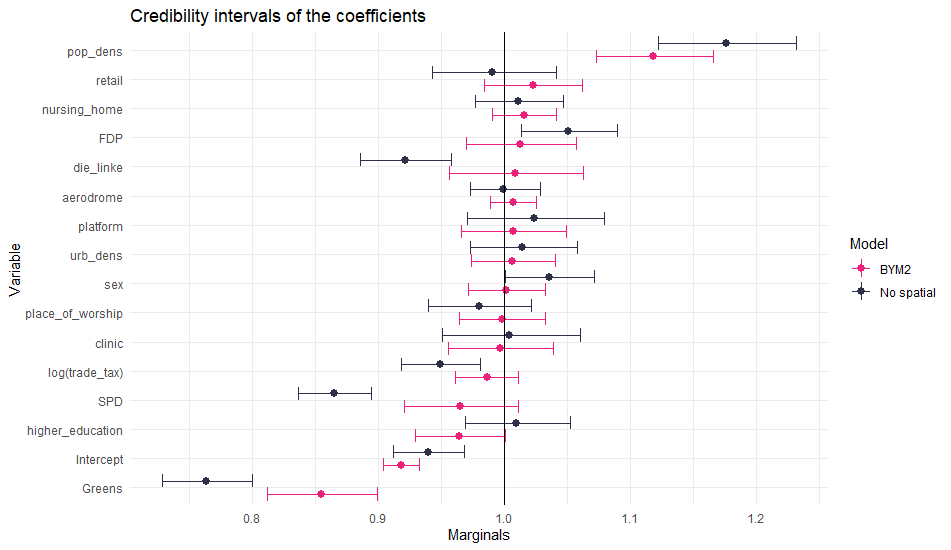 Credibility intervals of the coefficients
pop_dens
retail
nursing_home
FDP
die_linke
aerodrome
platform
urb_dens
sex
place_of_worship
clinic
log(trade_tax)
SPD
higher_education
Intercept
Greens
Variable
0.8 0.9 1.0 1.1 1.2
Marginals
Model
BYM2
No spatial